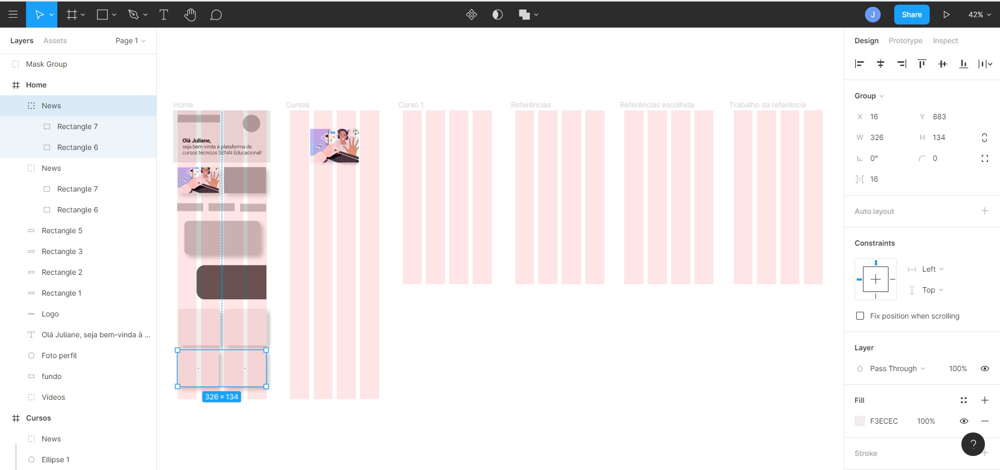 J
Share
42%
Layers
Assets
Page 1
Design
Prototype
Inspect
Mask Group
Home
News
Rectangle 7
Rectangle 6
News
Rectangle 7
Rectangle 6
Rectangle 5
Rectangle 3
Rectangle 2
Rectangle 1
Logo
Olá Juliane, seja bem-vinda à ...
Foto perfil
fundo
Vídeos
Cursos
News
Ellipse 1
Home
Cursos
Curso 1
Referências
Referências escolhida
Trabalho da referência
Olá Juliane,
seja bem-vinda à plataforma de
cursos técnicos SENAI Educacional!
326 × 134
Group
X 16 Y 883
W 326 H 134
0° 0
16
Auto layout
Constraints
Left
Top
Fix position when scrolling
Layer
Pass Through 100%
Fill
F3ECEC 100%
?
Stroke